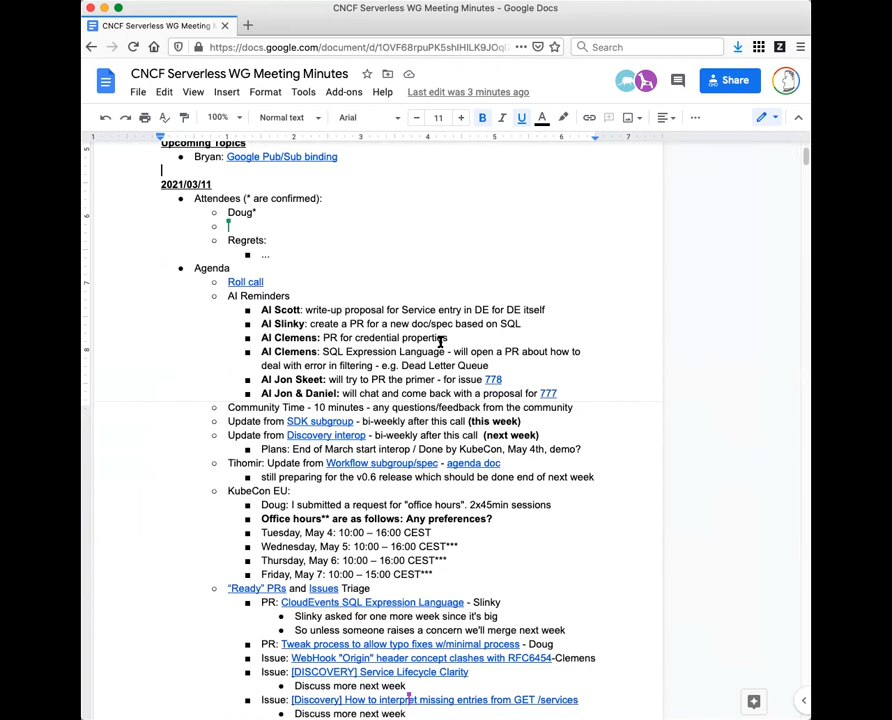 CNCF Serverless WG Meeting Minutes - Google Docs
CNCF Serverless WG Meeting M
https://docs.google.com/document/d/1OVF68rpuPK5shIHILK9JOql
Search
CNCF Serverless WG Meeting Minutes
Share
File Edit View Insert Format Tools Add-ons Help Last edit was 3 minutes ago
100% Normal text Arial 11 B I U A
1 1 2 3 4 5 6 7
Upcoming Topics
Bryan: Google Pub/Sub binding
2021/03/11
Attendees (* are confirmed):
Doug*
Regrets:
...
Agenda
Roll call
AI Reminders
AI Scott: write-up proposal for Service entry in DE for DE itself
AI Slinky: create a PR for a new doc/spec based on SQL
AI Clemens: PR for credential properties
AI Clemens: SQL Expression Language - will open a PR about how to
deal with error in filtering - e.g. Dead Letter Queue
AI Jon Skeet: will try to PR the primer - for issue 778
AI Jon & Daniel: will chat and come back with a proposal for 777
Community Time - 10 minutes - any questions/feedback from the community
Update from SDK subgroup - bi-weekly after this call (this week)
Update from Discovery interop - bi-weekly after this call (next week)
Plans: End of March start interop / Done by KubeCon, May 4th, demo?
Tihomir: Update from Workflow subgroup/spec - agenda doc
still preparing for the v0.6 release which should be done end of next week
KubeCon EU:
Doug: I submitted a request for "office hours". 2x45min sessions
Office hours** are as follows: Any preferences?
Tuesday, May 4: 10:00 – 16:00 CEST
Wednesday, May 5: 10:00 – 16:00 CEST***
Thursday, May 6: 10:00 – 16:00 CEST***
Friday, May 7: 10:00 – 15:00 CEST***
"Ready" PRs and Issues Triage
PR: CloudEvents SQL Expression Language - Slinky
Slinky asked for one more week since it's big
So unless someone raises a concern we'll merge next week
PR: Tweak process to allow typo fixes w/minimal process - Doug
Issue: WebHook "Origin" header concept clashes with RFC6454-Clemens
Issue: [DISCOVERY] Service Lifecycle Clarity
Discuss more next week
Issue: [Discovery] How to interpret missing entries from GET /services
Discuss more next week